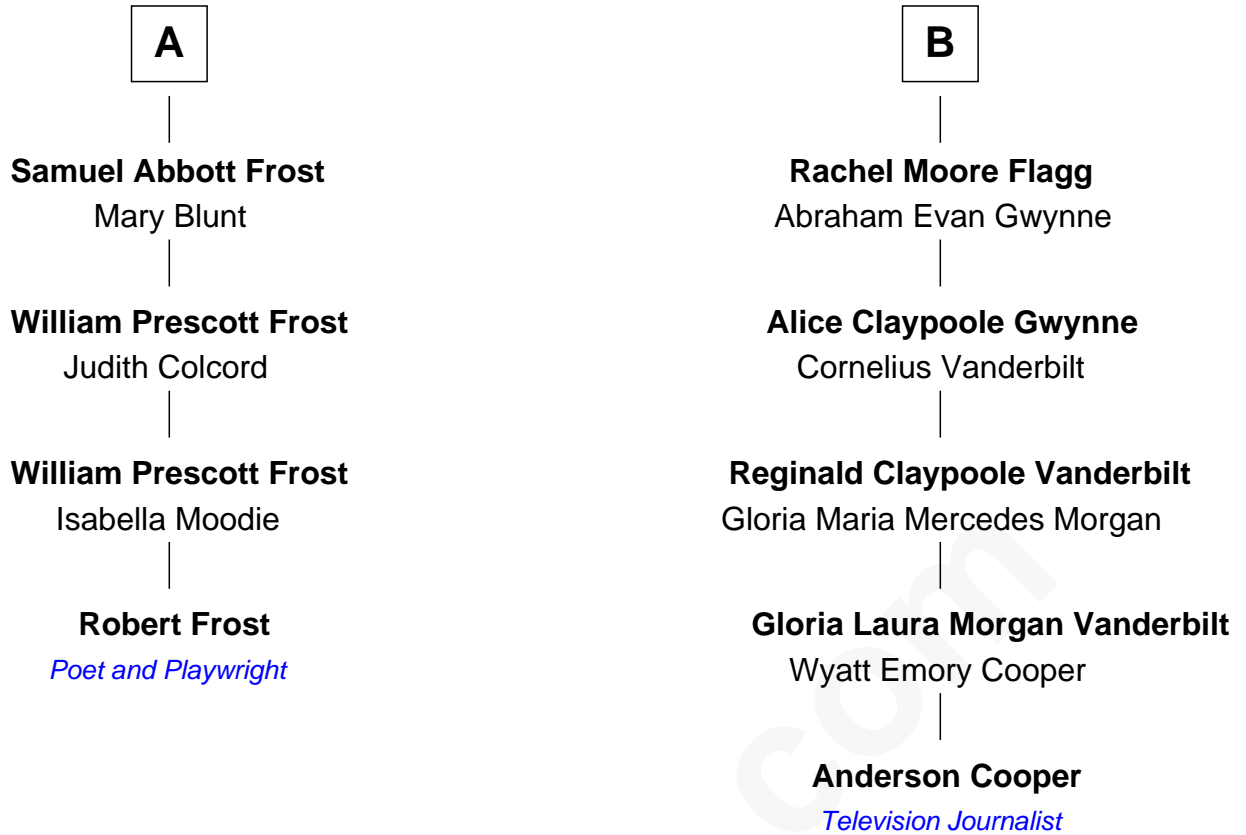 A
Samuel Abbott Frost
Mary Blunt
William Prescott Frost
Judith Colcord
William Prescott Frost
Isabella Moodie
Robert Frost
Poet and Playwright
B
Rachel Moore Flagg
Abraham Evan Gwynne
Alice Claypoole Gwynne
Cornelius Vanderbilt
Reginald Claypoole Vanderbilt
Gloria Maria Mercedes Morgan
Gloria Laura Morgan Vanderbilt
Wyatt Emory Cooper
Anderson Cooper
Television Journalist
com